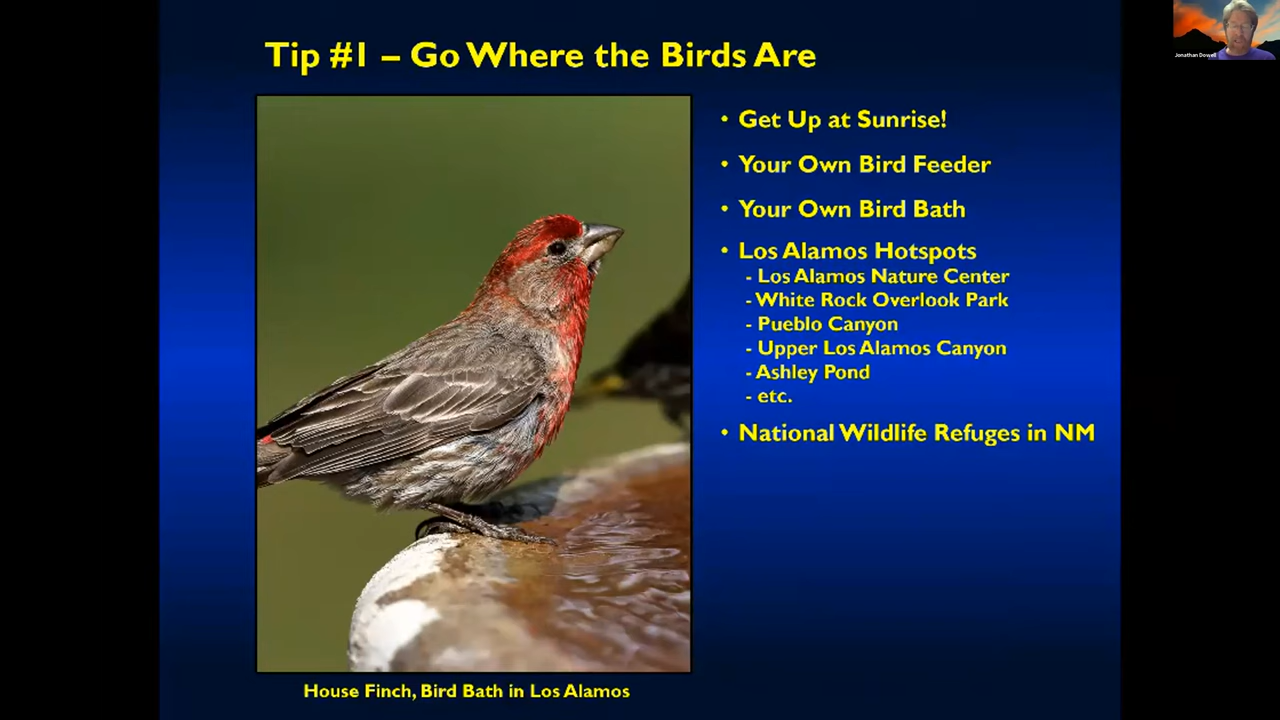 Tip #1 – Go Where the Birds Are
• Get Up at Sunrise!
• Your Own Bird Feeder
• Your Own Bird Bath
• Los Alamos Hotspots
- Los Alamos Nature Center
- White Rock Overlook Park
- Pueblo Canyon
- Upper Los Alamos Canyon
- Ashley Pond
- etc.
• National Wildlife Refuges in NM
House Finch, Bird Bath in Los Alamos
Jonathan Dowell